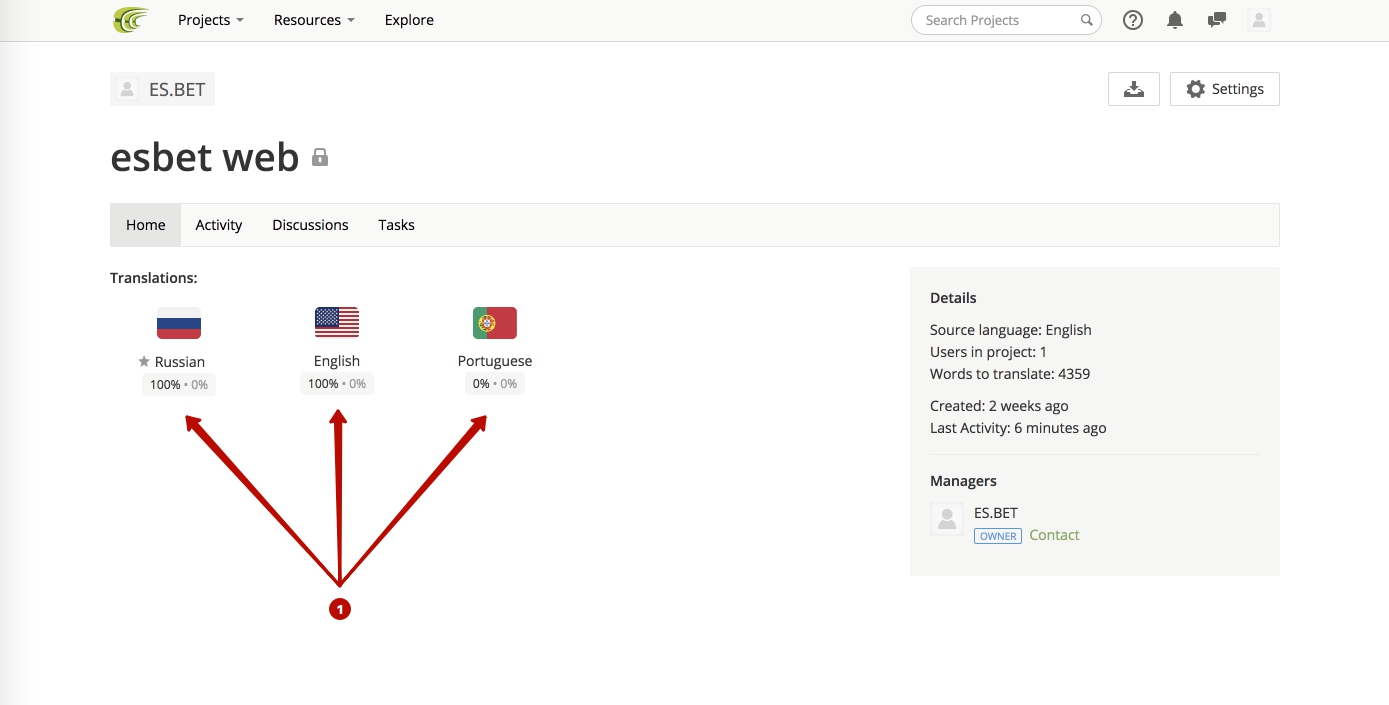 Projects Resources Explore Search Projects
ES.BET
Settings
esbet web
Home Activity Discussions Tasks
Translations:
Russian English Portuguese
100% • 0% 100% • 0% 0% • 0%
1
Details
Source language: English
Users in project: 1
Words to translate: 4359
Created: 2 weeks ago
Last Activity: 6 minutes ago
Managers
ES.BET
OWNER Contact